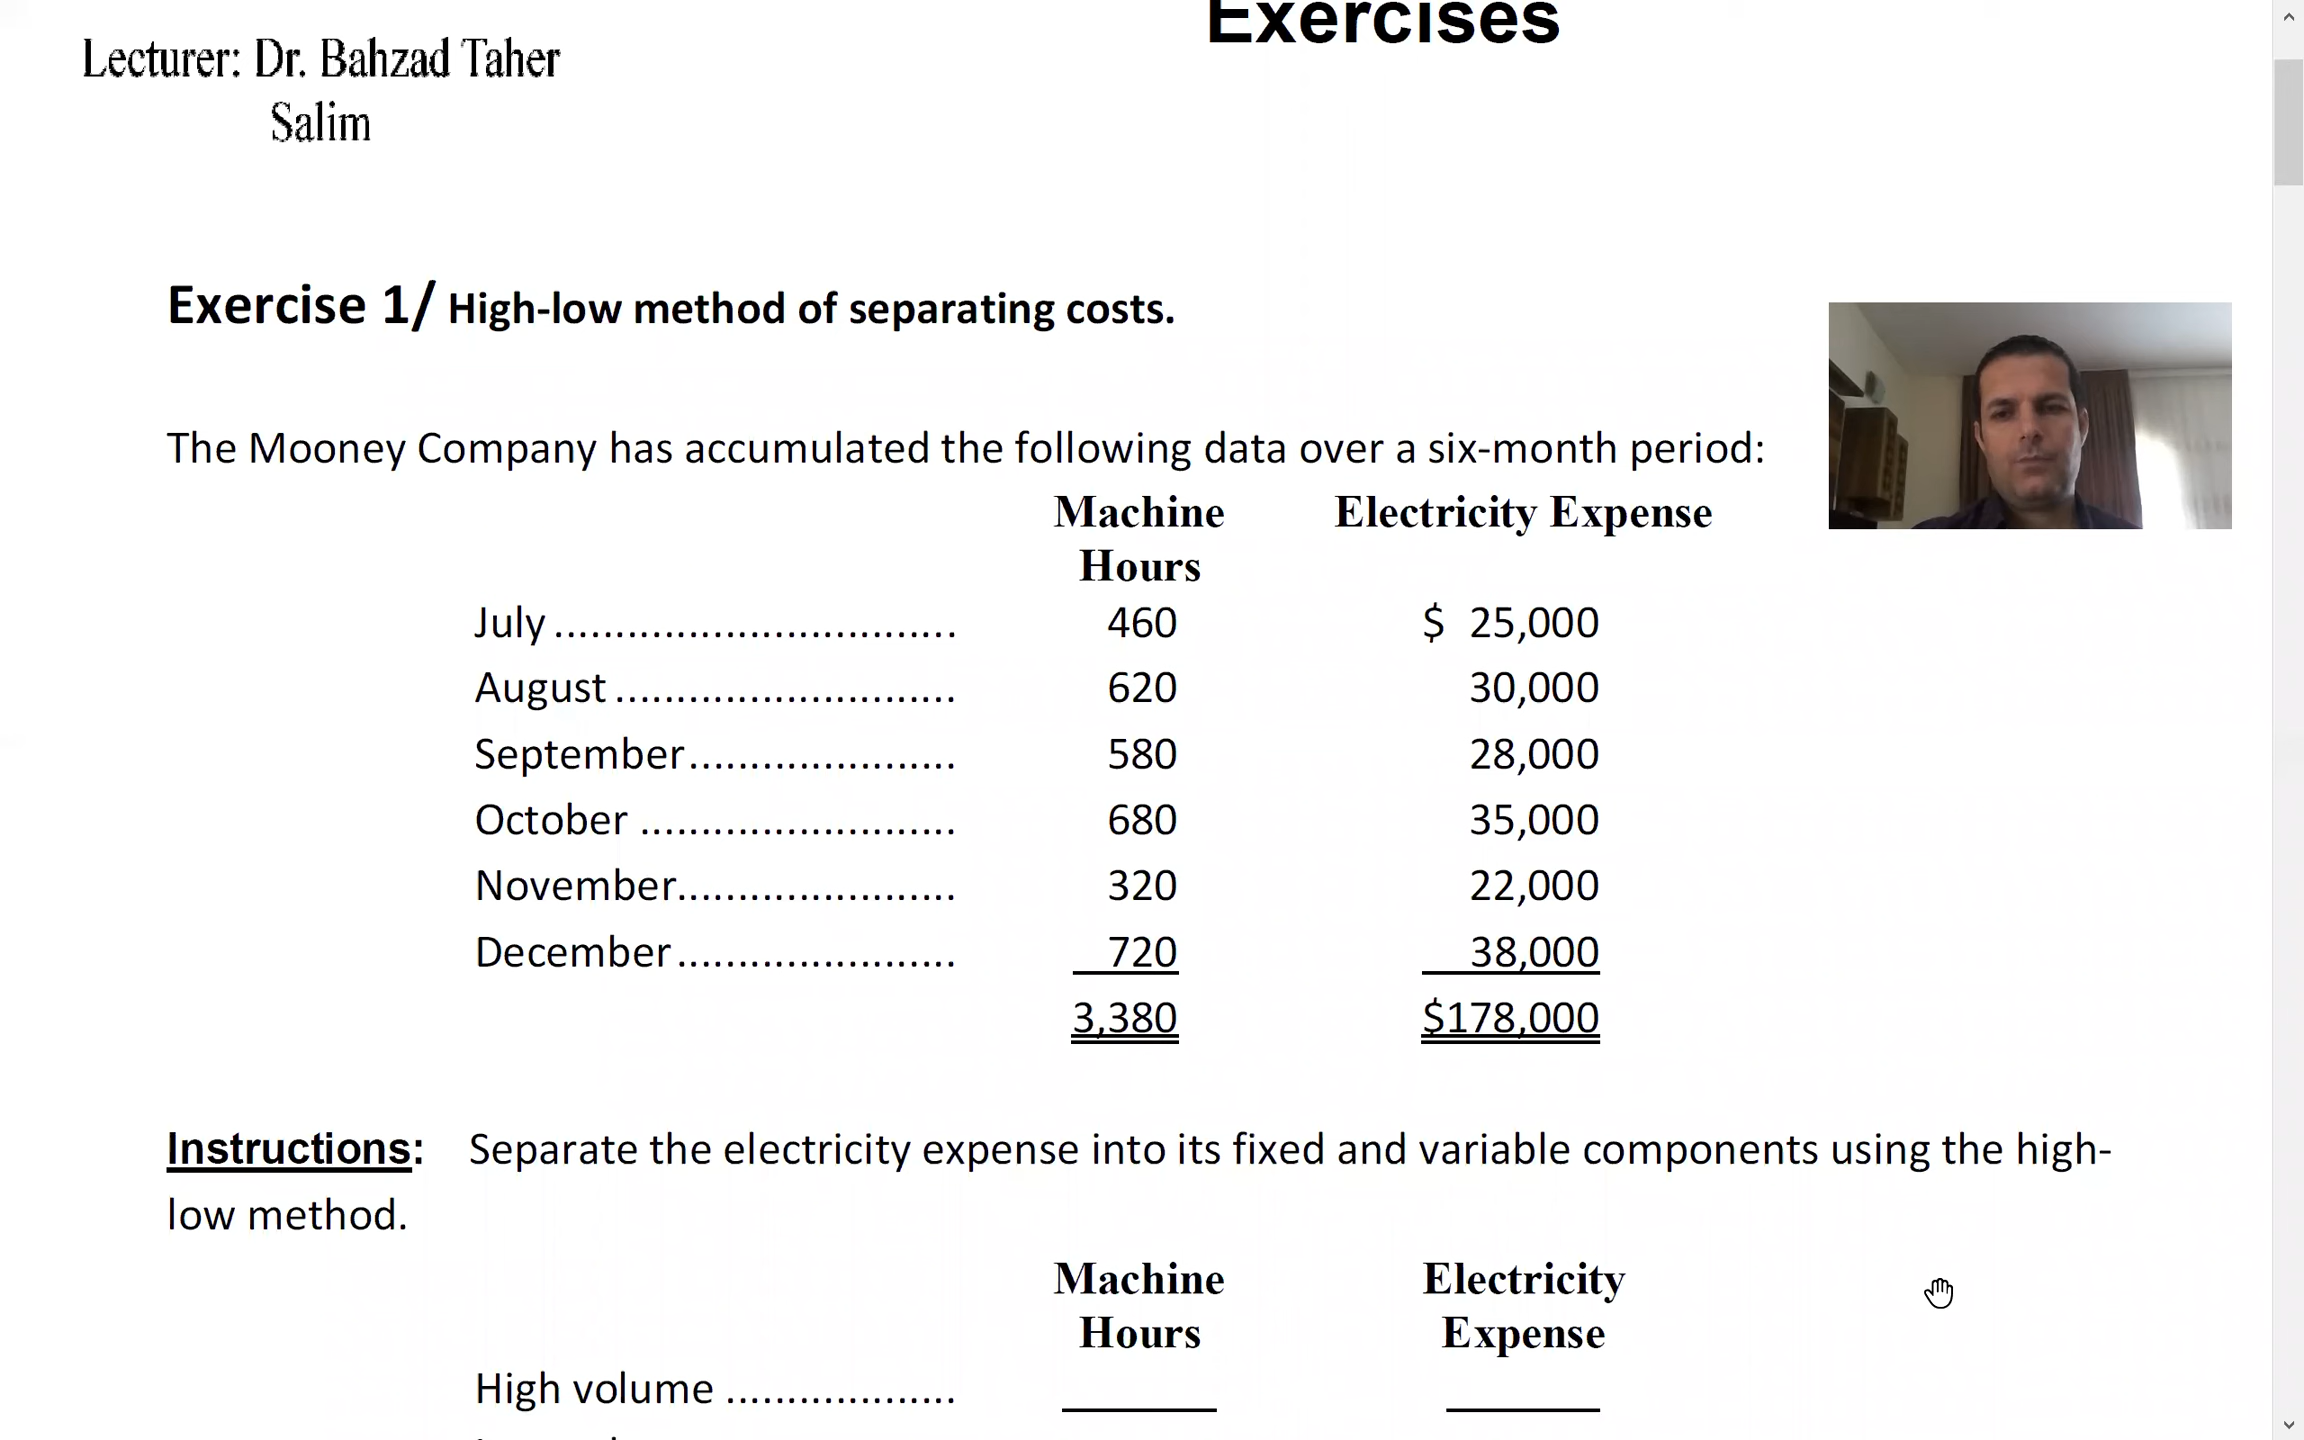 Exercises
Lecturer: Dr. Bahzad Taher
Salim
Exercise 1/ High-low method of separating costs.
The Mooney Company has accumulated the following data over a six-month period:
Machine Electricity Expense
Hours
July ................................. 460 $ 25,000
August ............................ 620 30,000
September...................... 580 28,000
October .......................... 680 35,000
November....................... 320 22,000
December....................... 720 38,000
3,380 $178,000
Instructions: Separate the electricity expense into its fixed and variable components using the high-
low method.
Machine Electricity
Hours Expense
High volume ...................